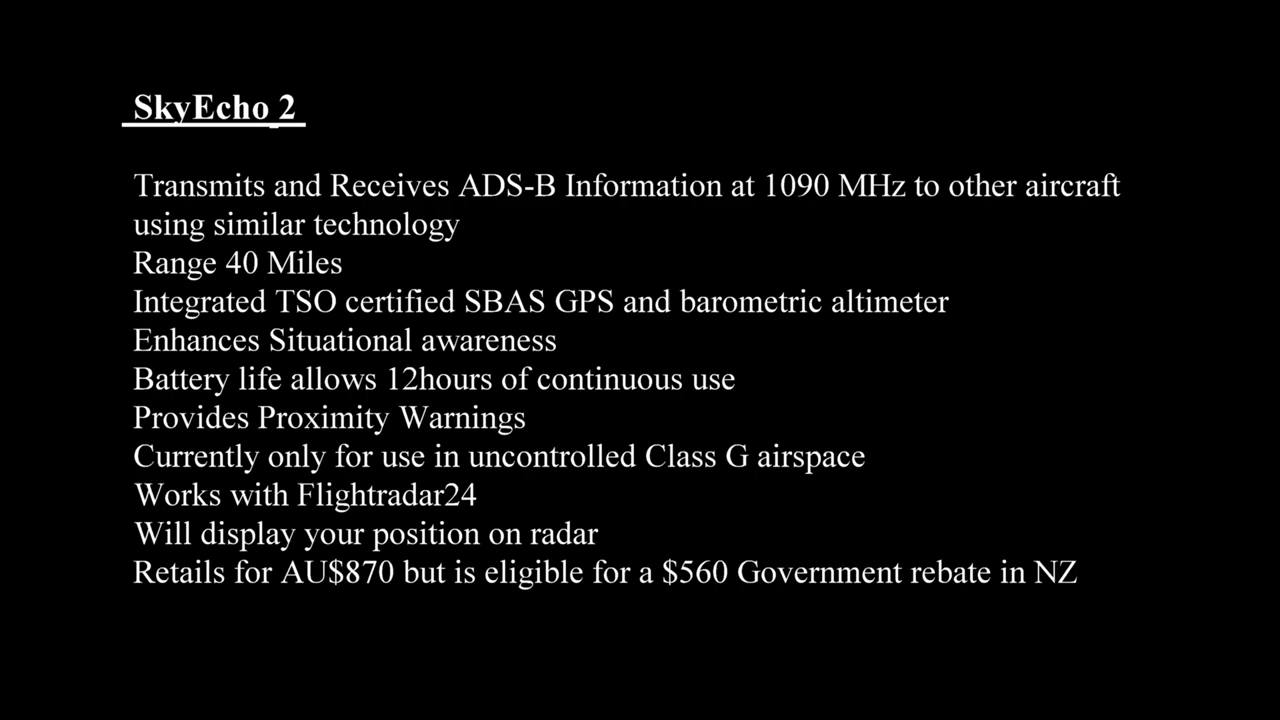 SkyEcho 2
Transmits and Receives ADS-B Information at 1090 MHz to other aircraft
using similar technology
Range 40 Miles
Integrated TSO certified SBAS GPS and barometric altimeter
Enhances Situational awareness
Battery life allows 12hours of continuous use
Provides Proximity Warnings
Currently only for use in uncontrolled Class G airspace
Works with Flightradar24
Will display your position on radar
Retails for AU$870 but is eligible for a $560 Government rebate in NZ